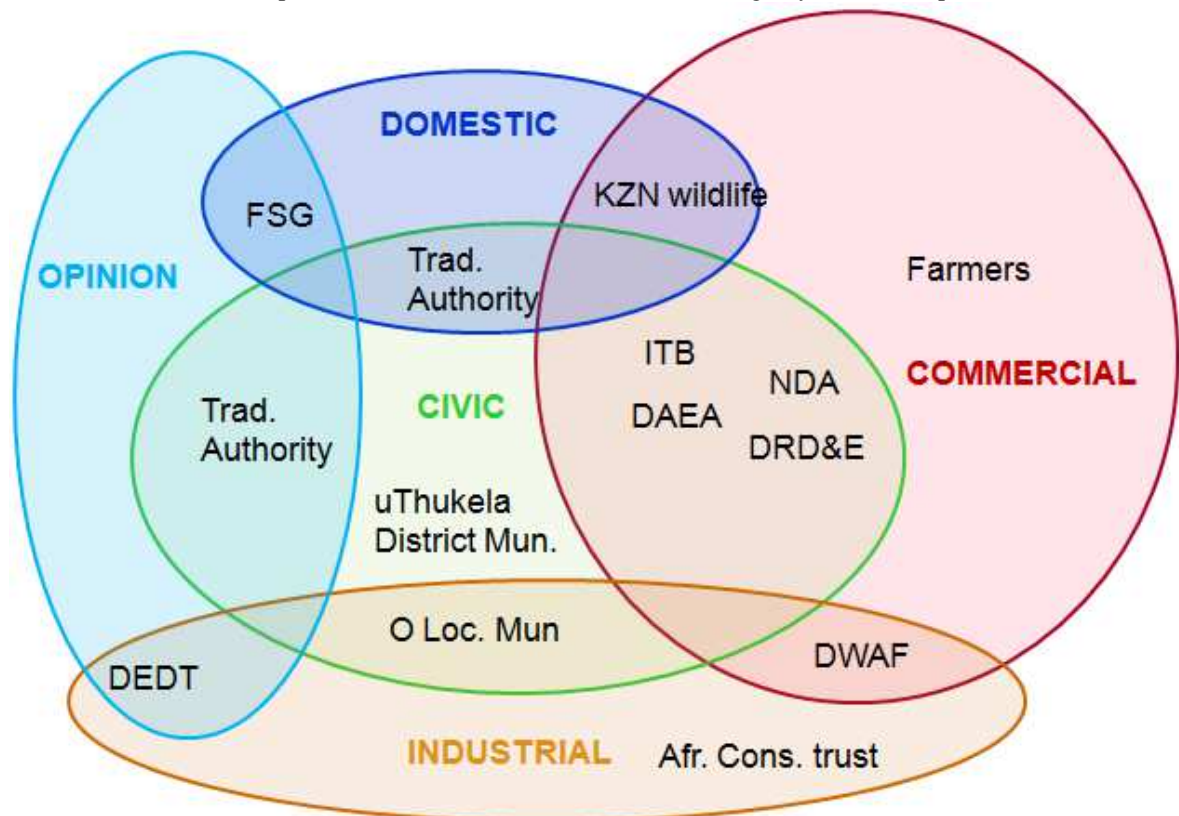 DOMESTIC
KZN wildlife
FSG
Trad.
Authority
OPINION
Farmers
ITB
NDA
COMMERCIAL
CIVIC
DAEA
Trad.
Authority
DRD&E
uThukela
District Mun.
O Loc. Mun
DWAF
DEDT
INDUSTRIAL
Afr. Cons. trust